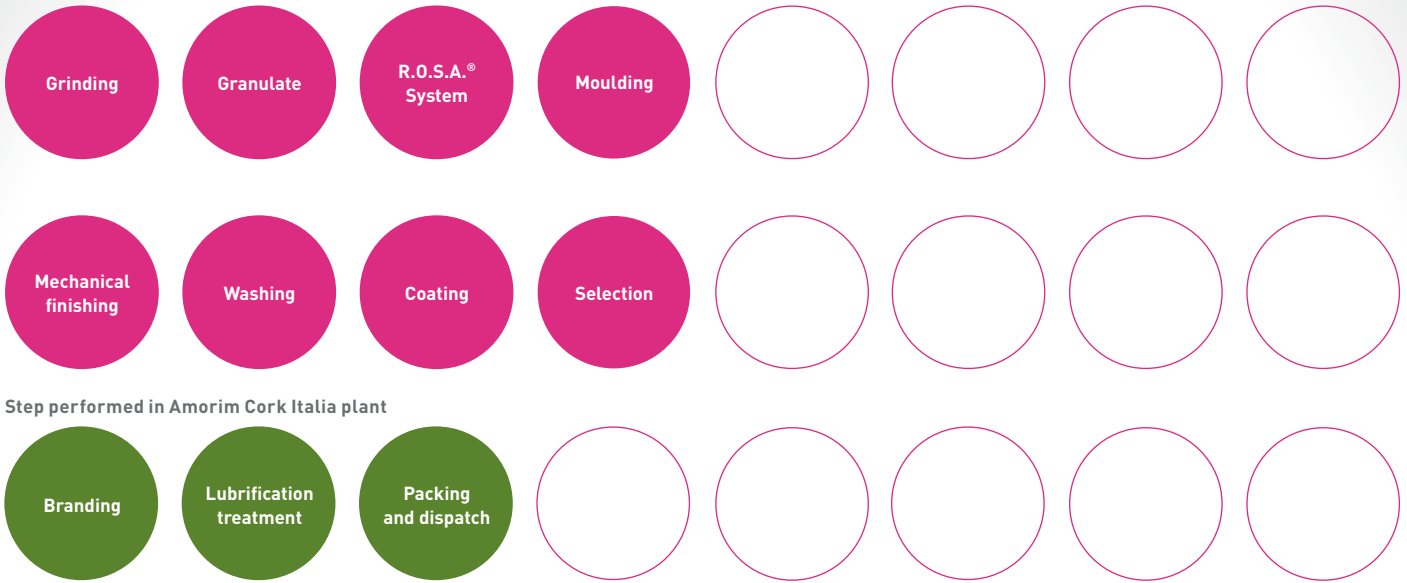 Grinding
Granulate
R.O.S.A.®
System
Moulding
Mechanical
finishing
Washing
Coating
Selection
Step performed in Amorim Cork Italia plant
Branding
Lubrification
treatment
Packing
and dispatch